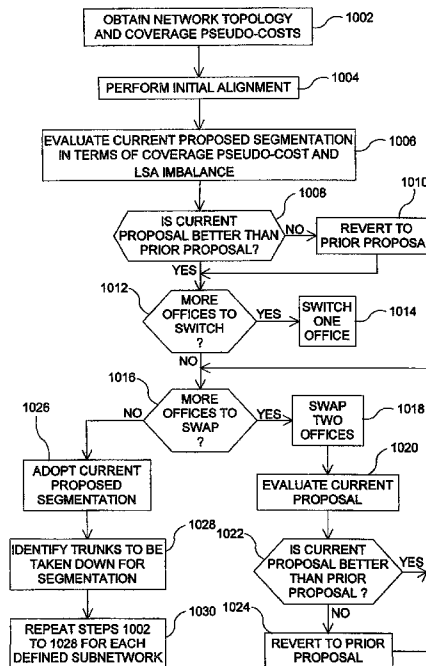 OBTAIN NETWORK TOPOLOGY
AND COVERAGE PSEUDO-COSTS
1002
PERFORM INITIAL ALIGNMENT
1004
EVALUATE CURRENT PROPOSED SEGMENTATION
IN TERMS OF COVERAGE PSEUDO-COST AND
LSA IMBALANCE
1006
1008
IS CURRENT
PROPOSAL BETTER THAN
PRIOR PROPOSAL?
NO
1010
REVERT TO
PRIOR PROPOSAL
YES
1012
MORE
OFFICES TO
SWITCH
?
YES
SWITCH
ONE
OFFICE
1014
NO
1016
MORE
OFFICES TO
SWAP
?
NO
YES
SWAP
TWO
OFFICES
1018
1026
ADOPT CURRENT
PROPOSED
SEGMENTATION
1020
EVALUATE CURRENT
PROPOSAL
1028
IDENTIFY TRUNKS TO BE
TAKEN DOWN FOR
SEGMENTATION
1022
IS CURRENT
PROPOSAL BETTER
THAN PRIOR
PROPOSAL ?
YES
NO
1030
REPEAT STEPS 1002
TO 1028 FOR EACH
DEFINED SUBNETWORK
1024
REVERT TO PRIOR
PROPOSAL